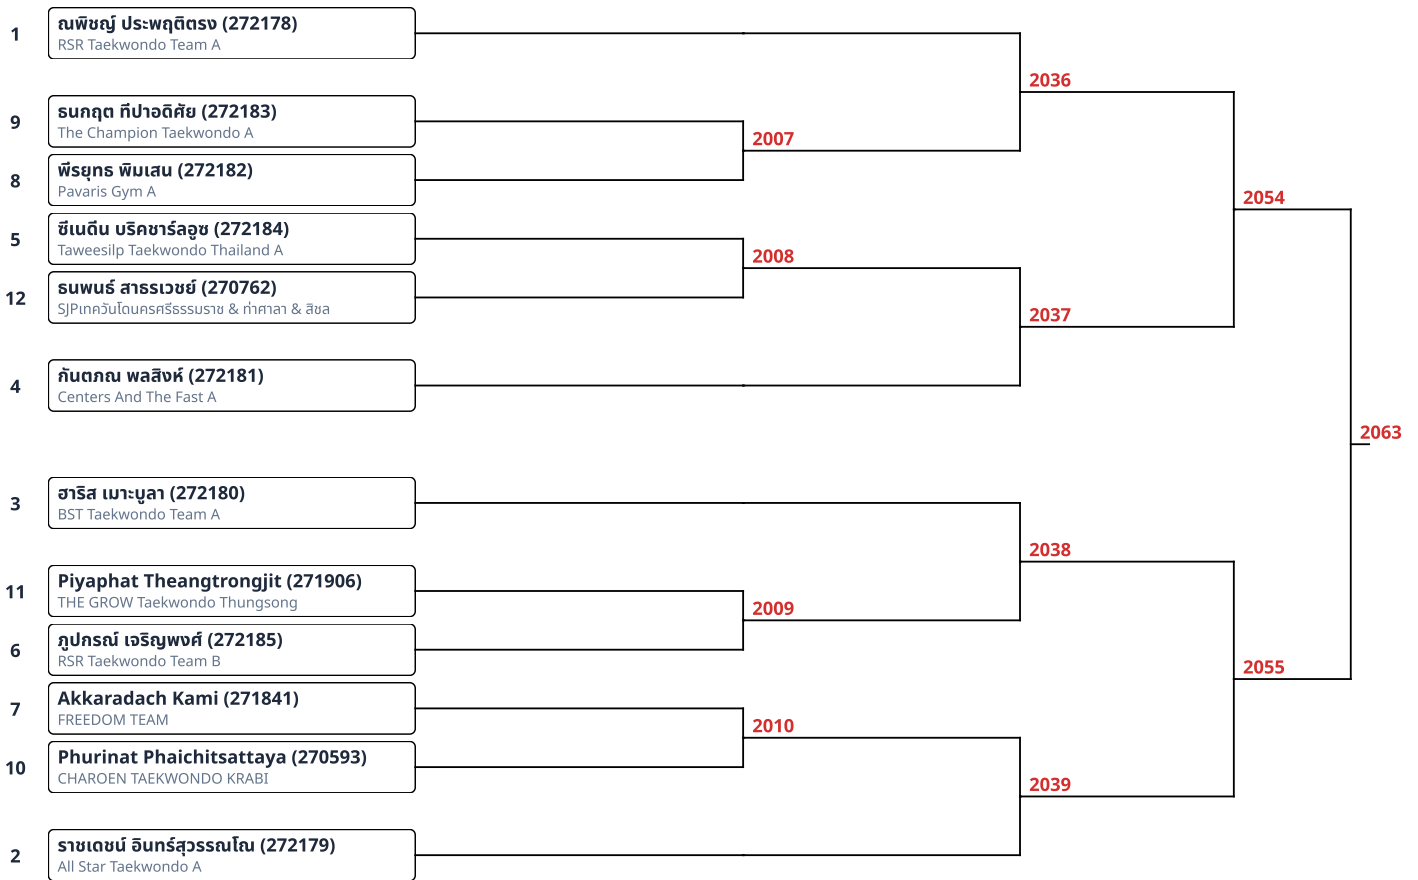 1
ณพิชญ์ ประพฤติตรง (272178)
RSR Taekwondo Team A
2036
9
ธนกฤต ทีปาอดิศัย (272183)
The Champion Taekwondo A
2007
8
พีรยุทธ พิมเสน (272182)
Pavaris Gym A
2054
5
ซีเนดีน บริคชาร์ลอูซ (272184)
Taweesilp Taekwondo Thailand A
2008
12
ธนพนธ์ สาธรเวชย์ (270762)
SJPเทควันโดนครศรีธรรมราช & ท่าศาลา & สิชล
2037
4
กันตภณ พลสิงห์ (272181)
Centers And The Fast A
2063
3
ฮาริส เมาะบูลา (272180)
BST Taekwondo Team A
2038
11
Piyaphat Theangtrongjit (271906)
THE GROW Taekwondo Thungsong
2009
6
ภูปกรณ์ เจริญพงศ์ (272185)
RSR Taekwondo Team B
2055
7
Akkaradach Kami (271841)
FREEDOM TEAM
2010
10
Phurinat Phaichitsattaya (270593)
CHAROEN TAEKWONDO KRABI
2039
2
ราชเดชน์ อินทร์สุวรรณโณ (272179)
All Star Taekwondo A